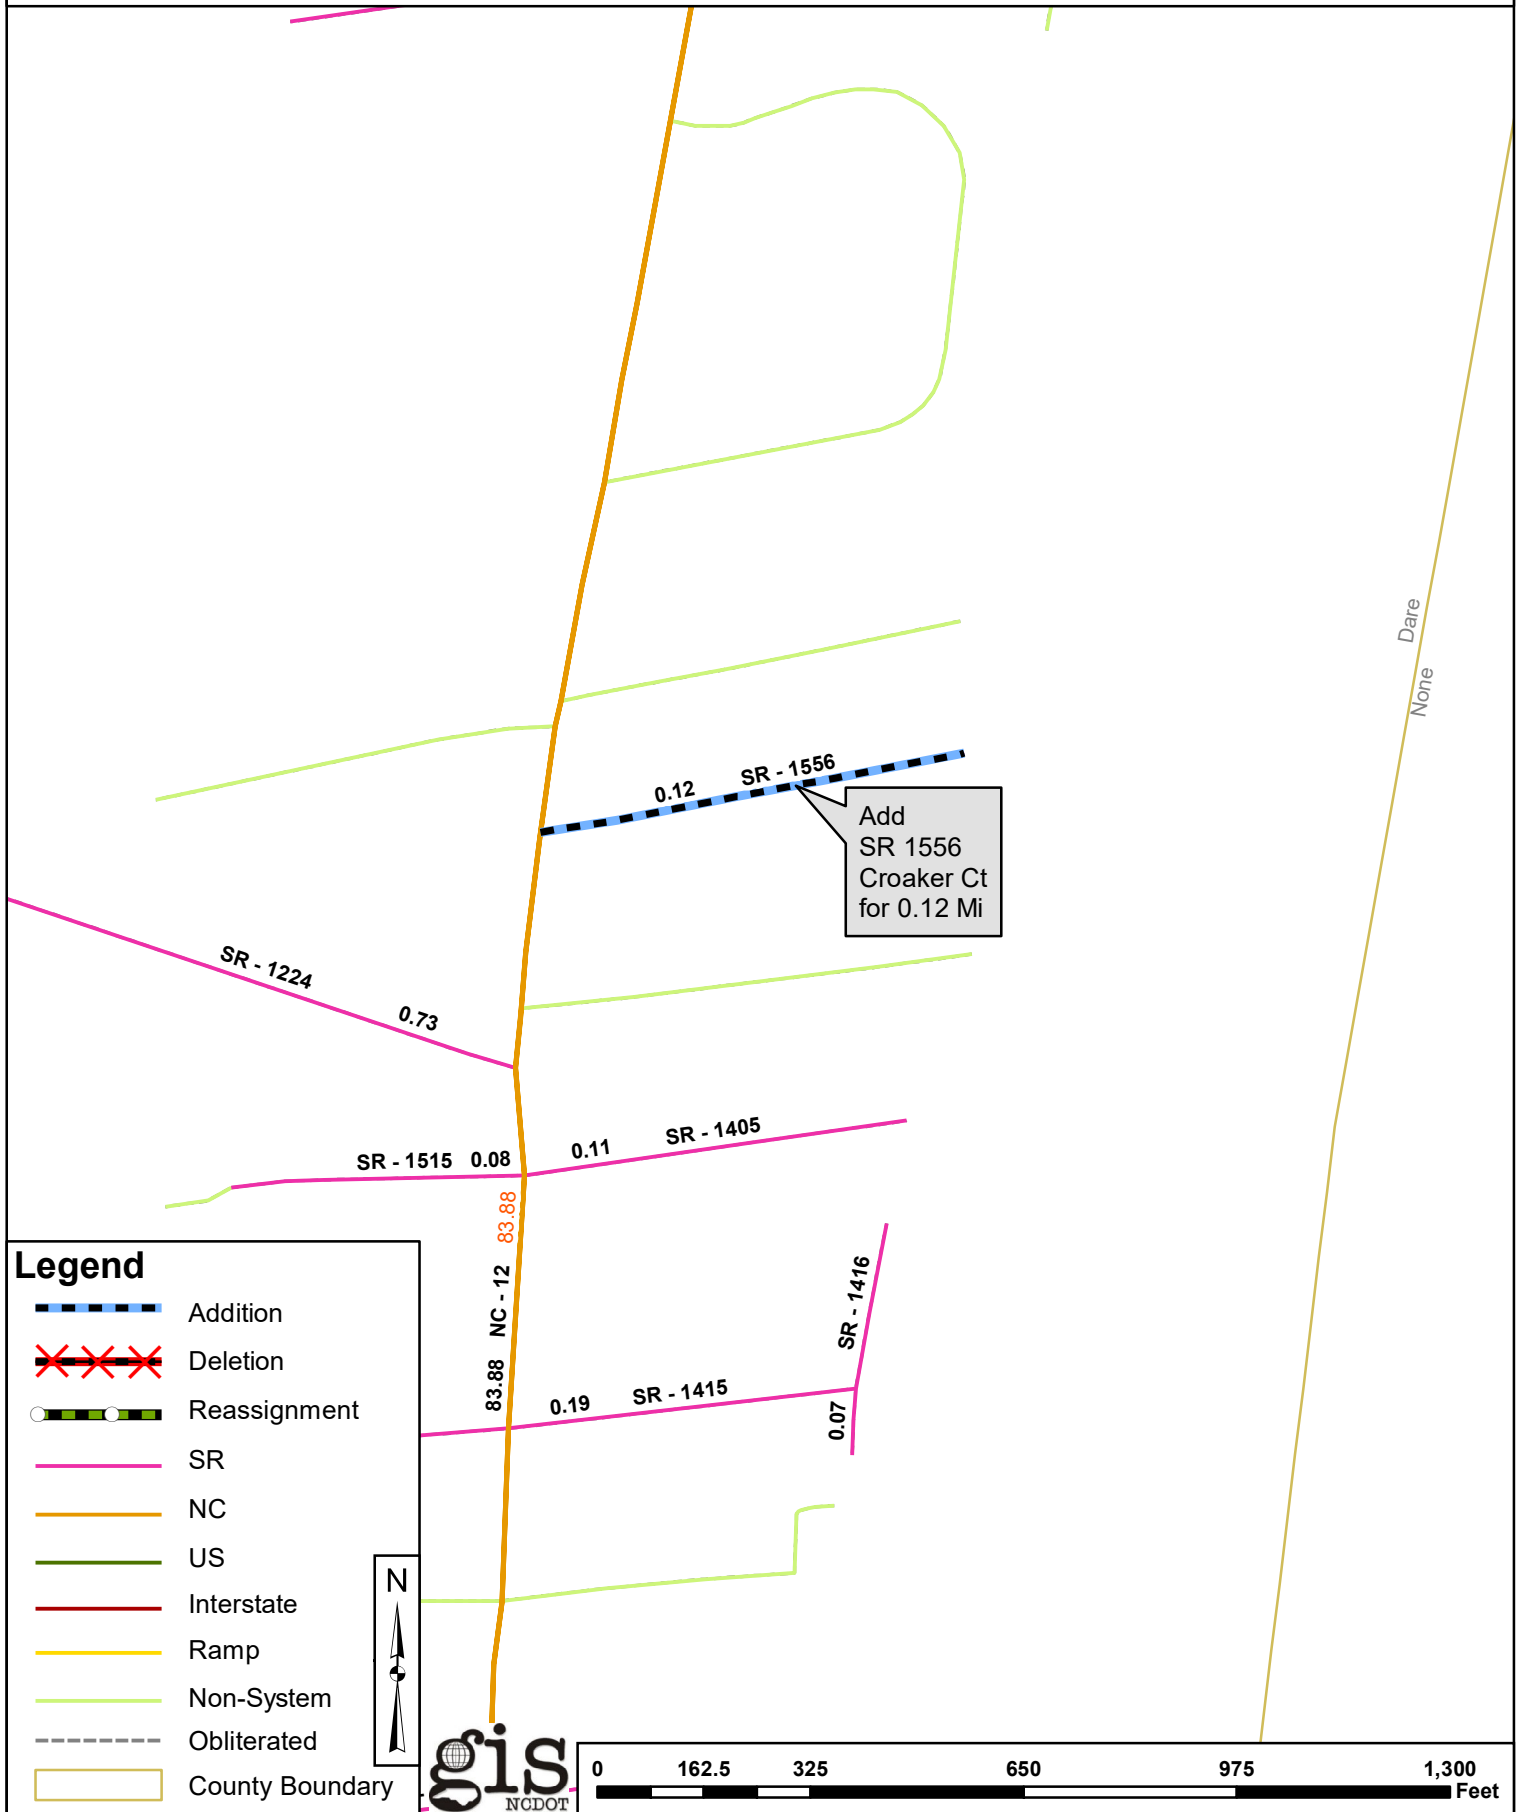 Dare
None
0.12 SR - 1556
Add
SR 1556
Croaker Ct
for 0.12 Mi
SR - 1224
0.73
SR - 1515 0.08
0.11 SR - 1405
83.88
NC - 12
83.88
SR - 1416
0.19 SR - 1415
0.07
Legend
Addition
Deletion
Reassignment
SR
NC
US
Interstate
Ramp
Non-System
Obliterated
County Boundary
N
gis
NCDOT
0 162.5 325 650 975 1,300
Feet